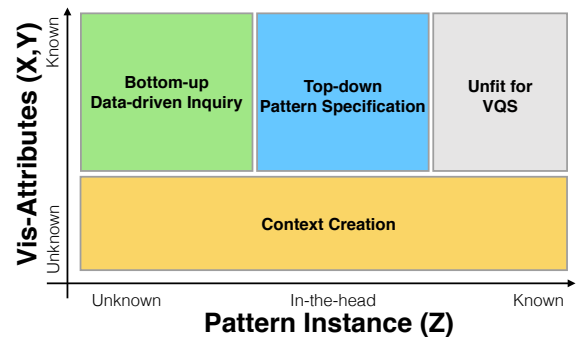 Vis-Attributes (X,Y)
Known
Unknown
Bottom-up
Data-driven Inquiry
Top-down
Pattern Specification
Unfit for
VQS
Context Creation
Unknown
In-the-head
Known
Pattern Instance (Z)